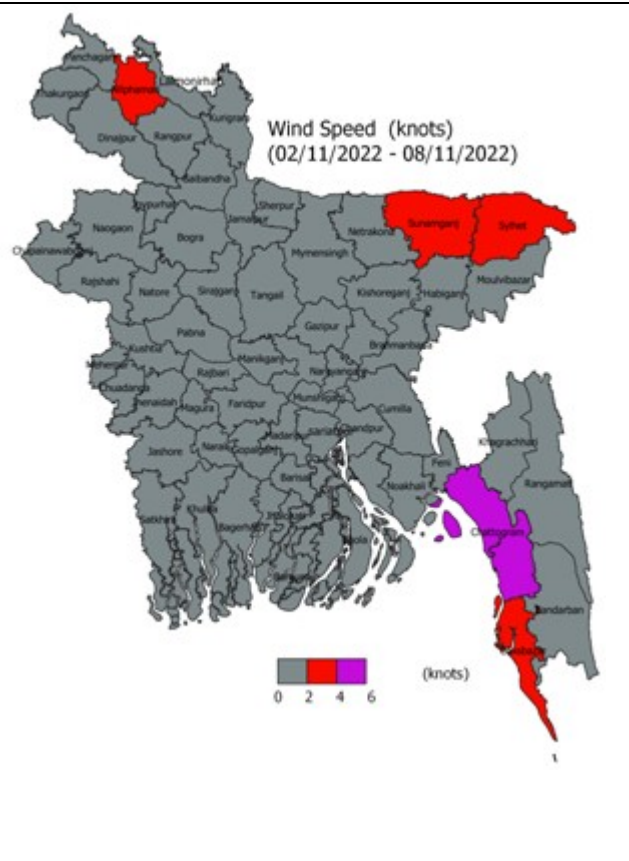 Panchagarh
Nilphamari
Lalmonirhat
Thakurgaon
Kurigram
Dinajpur
Rangpur
Wind Speed (knots)
(02/11/2022 - 08/11/2022)
Gaibandha
Joypurhat
Sherpur
Jamalpur
Naogaon
Bogra
Netrakona
Sunamganj
Sylhet
Mymensingh
Chapainawabganj
Rajshahi
Natore
Sirajganj
Tangail
Kishoreganj
Habiganj
Moulvibazar
Pabna
Gazipur
Kushtia
Manikganj
Brahmanbaria
Meherpur
Rajbari
Narayanganj
Chuadanga
Jhenaidah
Magura
Faridpur
Munshiganj
Cumilla
Madaripur
Shariatpur
Chandpur
Khagrachhari
Jashore
Narail
Gopalganj
Feni
Rangamati
Barisal
Noakhali
Satkhira
Khulna
Bagerhat
Jhalokati
Bhola
Chattogram
Bandarban
(knots)
0 2 4 6